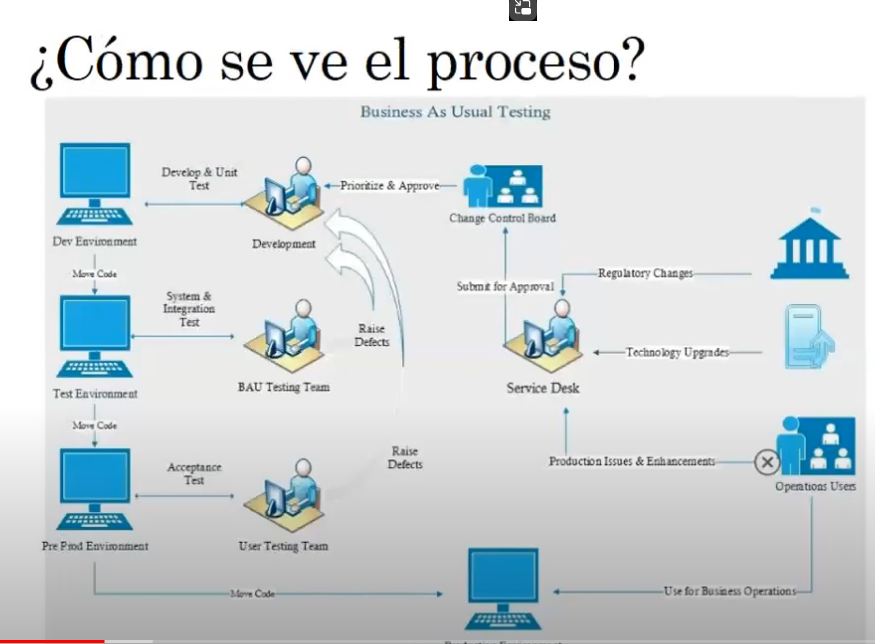 ¿Cómo se ve el proceso?
Business As Usual Testing
Develop & Unit
Test
Prioritize & Approve
Change Control Board
Dev Environment
Development
Move Code
System &
Integration
Test
Submit for Approval
Regulatory Changes
Raise
Defects
Technology Upgrades
Test Environment
BAU Testing Team
Service Desk
Move Code
Acceptance
Test
Raise
Defects
Production Issues & Enhancements
Operations Users
Pre Prod Environment
User Testing Team
Move Code
Use for Business Operations